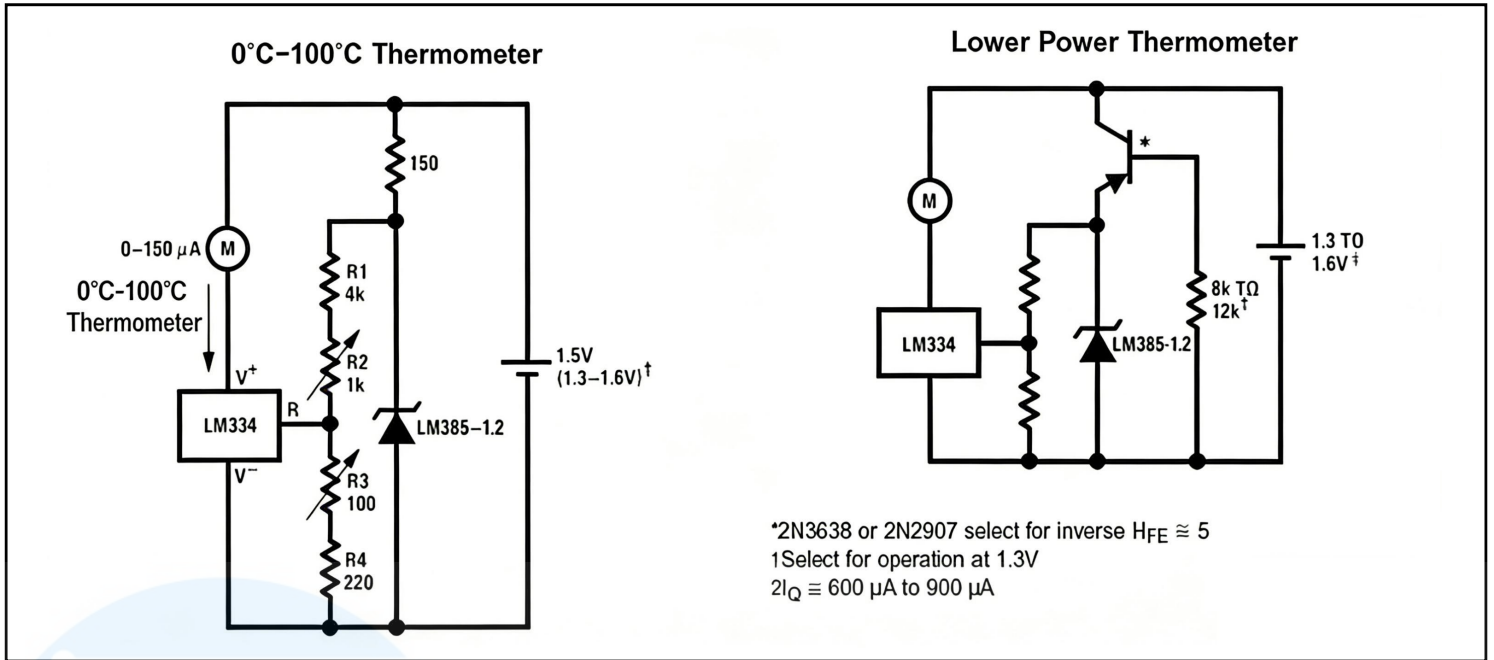 0°C–100°C Thermometer
150
0–150 μA
M
0°C-100°C
Thermometer
R1
4k
R2
1k
V+
R
LM334
V−
R3
100
R4
220
LM385–1.2
1.5V
(1.3–1.6V)†
Lower Power Thermometer
*
M
LM334
LM385-1.2
8k TΩ
12k†
1.3 TO
1.6V‡
*2N3638 or 2N2907 select for inverse HFE ≊ 5
1Select for operation at 1.3V
2IQ ≡ 600 μA to 900 μA